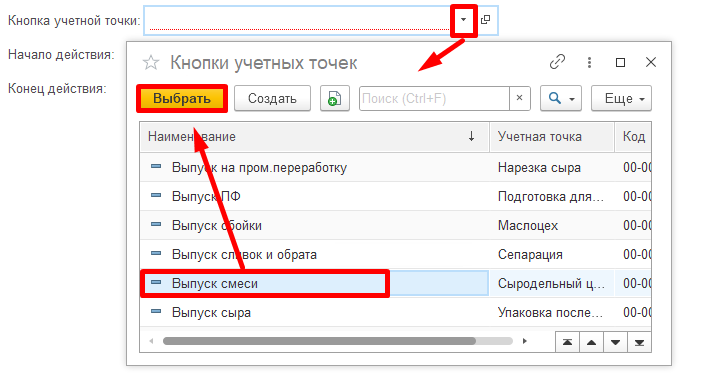 Кнопка учетной точки:
Начало действия:
Конец действия:
Кнопки учетных точек
Выбрать Создать Поиск (Ctrl+F) × Еще
Наименование ↓ Учетная точка Код
Выпуск на пром.переработку Нарезка сыра 00-00
Выпуск ПФ Подготовка для... 00-00
Выпуск сбойки Маслоцех 00-00
Выпуск сливок и обрата Сепарация 00-00
Выпуск смеси Сыродельный ц... 00-00
Выпуск сыра Упаковка после... 00-00